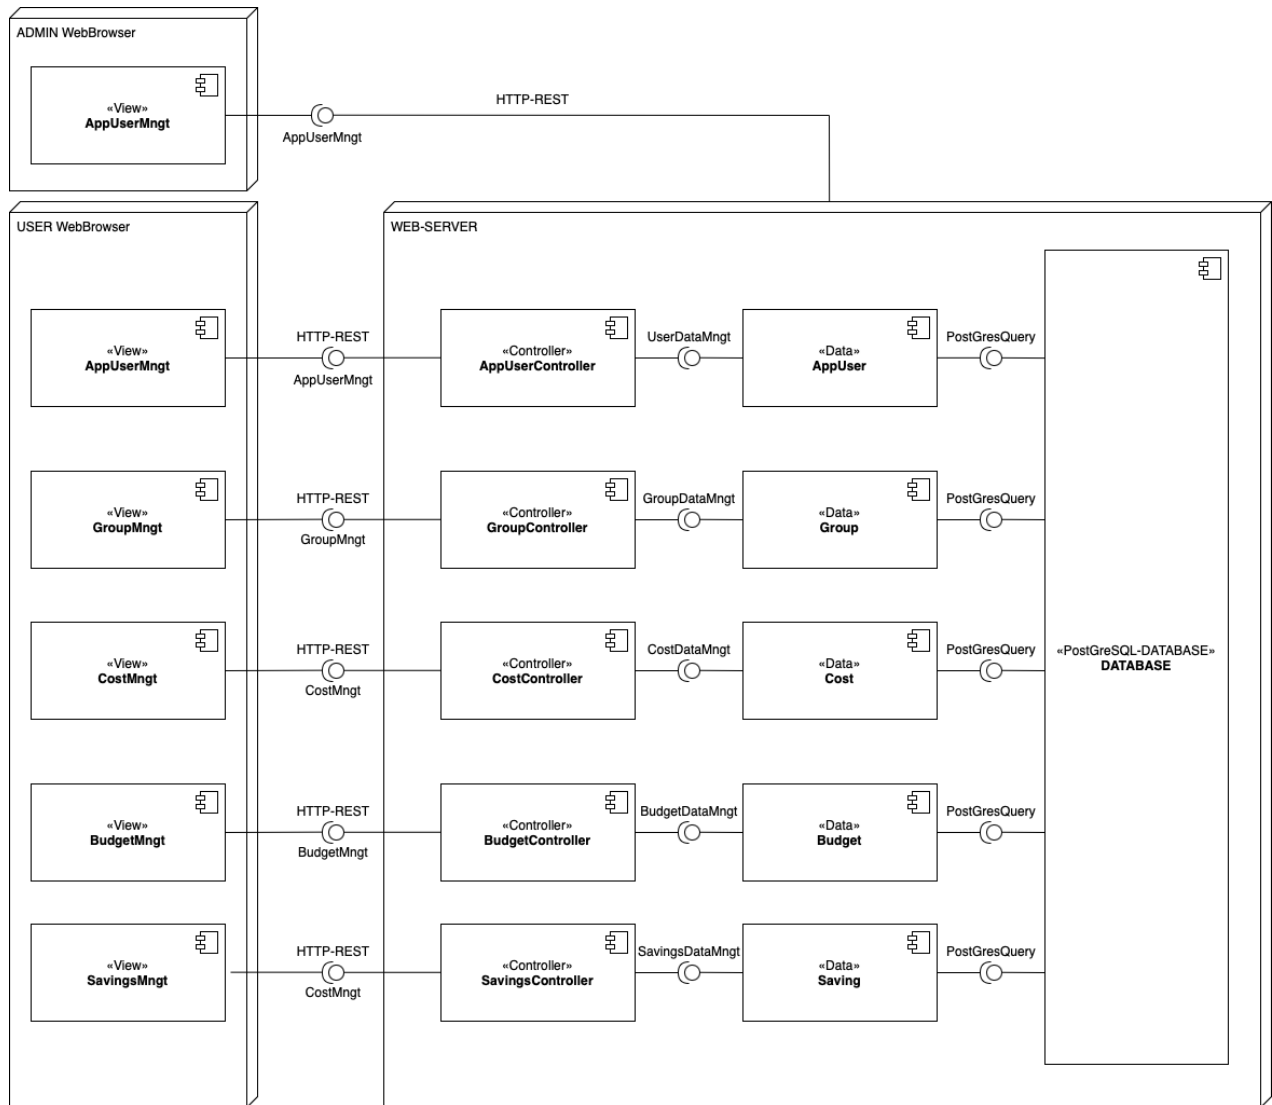 ADMIN WebBrowser
«View»
AppUserMngt
AppUserMngt
HTTP-REST
USER WebBrowser
WEB-SERVER
«View»
AppUserMngt
HTTP-REST
AppUserMngt
«Controller»
AppUserController
UserDataMngt
«Data»
AppUser
PostGresQuery
«View»
GroupMngt
HTTP-REST
GroupMngt
«Controller»
GroupController
GroupDataMngt
«Data»
Group
PostGresQuery
«View»
CostMngt
HTTP-REST
CostMngt
«Controller»
CostController
CostDataMngt
«Data»
Cost
PostGresQuery
«PostGreSQL-DATABASE»
DATABASE
«View»
BudgetMngt
HTTP-REST
BudgetMngt
«Controller»
BudgetController
BudgetDataMngt
«Data»
Budget
PostGresQuery
«View»
SavingsMngt
HTTP-REST
CostMngt
«Controller»
SavingsController
SavingsDataMngt
«Data»
Saving
PostGresQuery